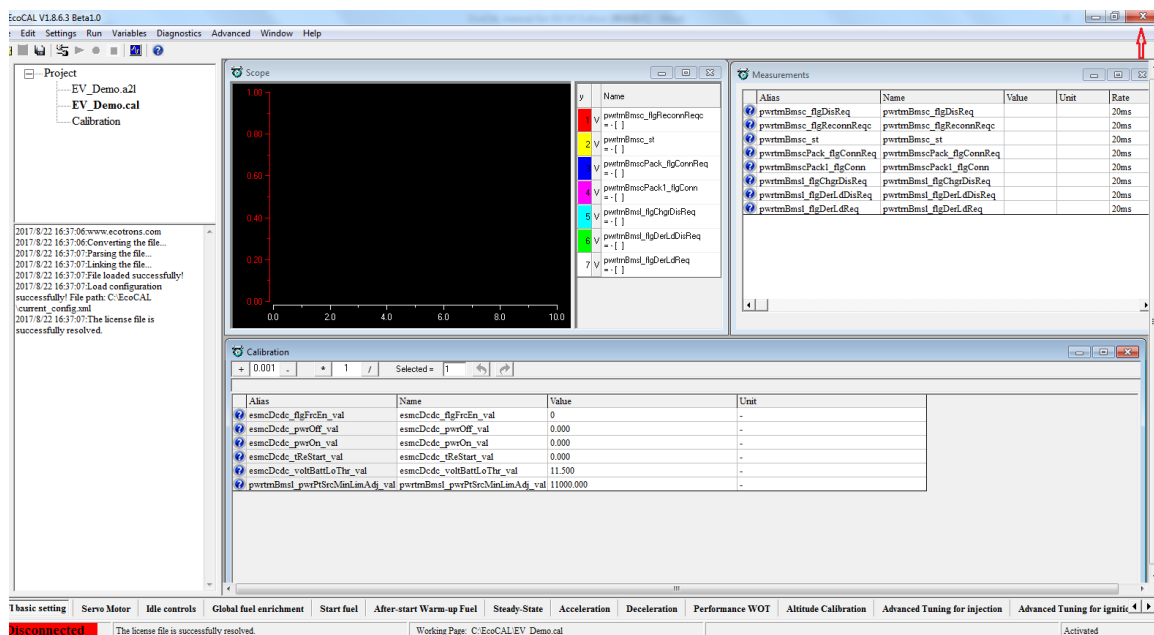 EcoCAL V1.8.6.3 Beta1.0
Edit Settings Run Variables Diagnostics Advanced Window Help
Project
EV_Demo.a2l
EV_Demo.cal
Calibration
2017/8/22 16:37:06:www.ecotrons.com
2017/8/22 16:37:06:Converting the file...
2017/8/22 16:37:07:Parsing the file...
2017/8/22 16:37:07:Linking the file...
2017/8/22 16:37:07:File loaded successfully!
2017/8/22 16:37:07:Load configuration
successfully! File path: C:\EcoCAL
\current_config.xml
2017/8/22 16:37:07:The license file is
successfully resolved.
Scope
1.00
0.80
0.60
0.40
0.20
0.00
0.0 2.0 4.0 6.0 8.0 10.0
y Name
1 V pwrtrnBmsc_flgReconnReqc
= - [ ]
2 V pwrtrnBmsc_st
= - [ ]
V pwrtrnBmscPack_flgConnReq
= - [ ]
4 V pwrtrnBmscPack1_flgConn
= - [ ]
5 V pwrtrnBmsl_flgChgrDisReq
= - [ ]
6 V pwrtrnBmsl_flgDerLdDisReq
= - [ ]
7 V pwrtrnBmsl_flgDerLdReq
= - [ ]
Measurements
Alias Name Value Unit Rate
pwrtrnBmsc_flgDisReq pwrtrnBmsc_flgDisReq 20ms
pwrtrnBmsc_flgReconnReqc pwrtrnBmsc_flgReconnReqc 20ms
pwrtrnBmsc_st pwrtrnBmsc_st 20ms
pwrtrnBmscPack_flgConnReq pwrtrnBmscPack_flgConnReq 20ms
pwrtrnBmscPack1_flgConn pwrtrnBmscPack1_flgConn 20ms
pwrtrnBmsl_flgChgrDisReq pwrtrnBmsl_flgChgrDisReq 20ms
pwrtrnBmsl_flgDerLdDisReq pwrtrnBmsl_flgDerLdDisReq 20ms
pwrtrnBmsl_flgDerLdReq pwrtrnBmsl_flgDerLdReq 20ms
Calibration
+ 0.001 - * 1 / Selected = 1
Alias Name Value Unit
esmcDcdc_flgFrcEn_val esmcDcdc_flgFrcEn_val 0 -
esmcDcdc_pwrOff_val esmcDcdc_pwrOff_val 0.000 -
esmcDcdc_pwrOn_val esmcDcdc_pwrOn_val 0.000 -
esmcDcdc_tReStart_val esmcDcdc_tReStart_val 0.000 -
esmcDcdc_voltBattLoThr_val esmcDcdc_voltBattLoThr_val 11.500 -
pwrtrnBmsl_pwrPtSrcMinLimAdj_val pwrtrnBmsl_pwrPtSrcMinLimAdj_val 11000.000 -
basic setting Servo Motor Idle controls Global fuel enrichment Start fuel After-start Warm-up Fuel Steady-State Acceleration Deceleration Performance WOT Altitude Calibration Advanced Tuning for injection Advanced Tuning for ignitic
Disconnected The license file is successfully resolved. Working Page: C:\EcoCAL\EV_Demo.cal Activated